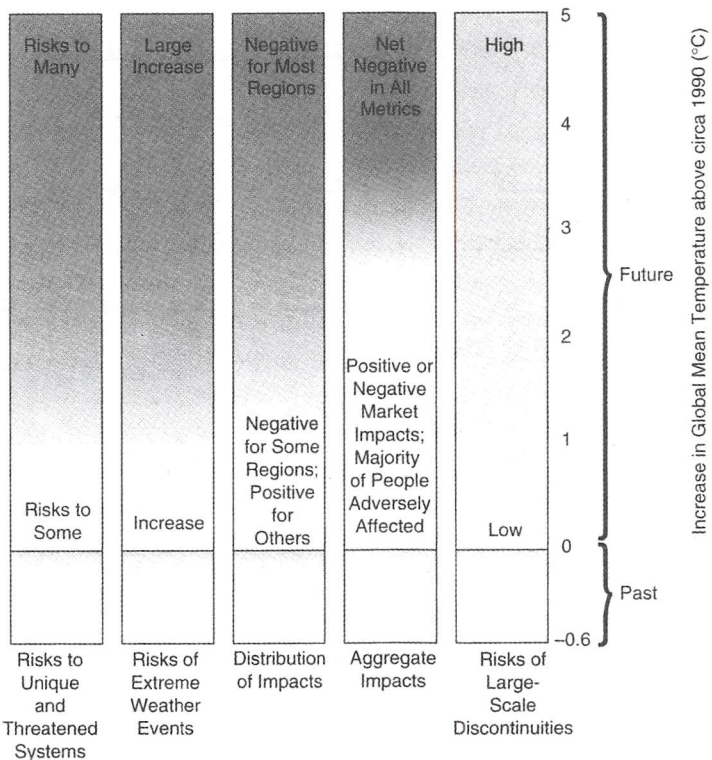 Risks to
Many
Large
Increase
Negative
for Most
Regions
Net
Negative
in All
Metrics
High
Risks to
Some
Increase
Negative
for Some
Regions;
Positive
for
Others
Positive or
Negative
Market
Impacts;
Majority
of People
Adversely
Affected
Low
5
4
3
2
1
0
–0.6
Future
Past
Increase in Global Mean Temperature above circa 1990 (°C)
Risks to
Unique
and
Threatened
Systems
Risks of
Extreme
Weather
Events
Distribution
of Impacts
Aggregate
Impacts
Risks of
Large-
Scale
Discontinuities